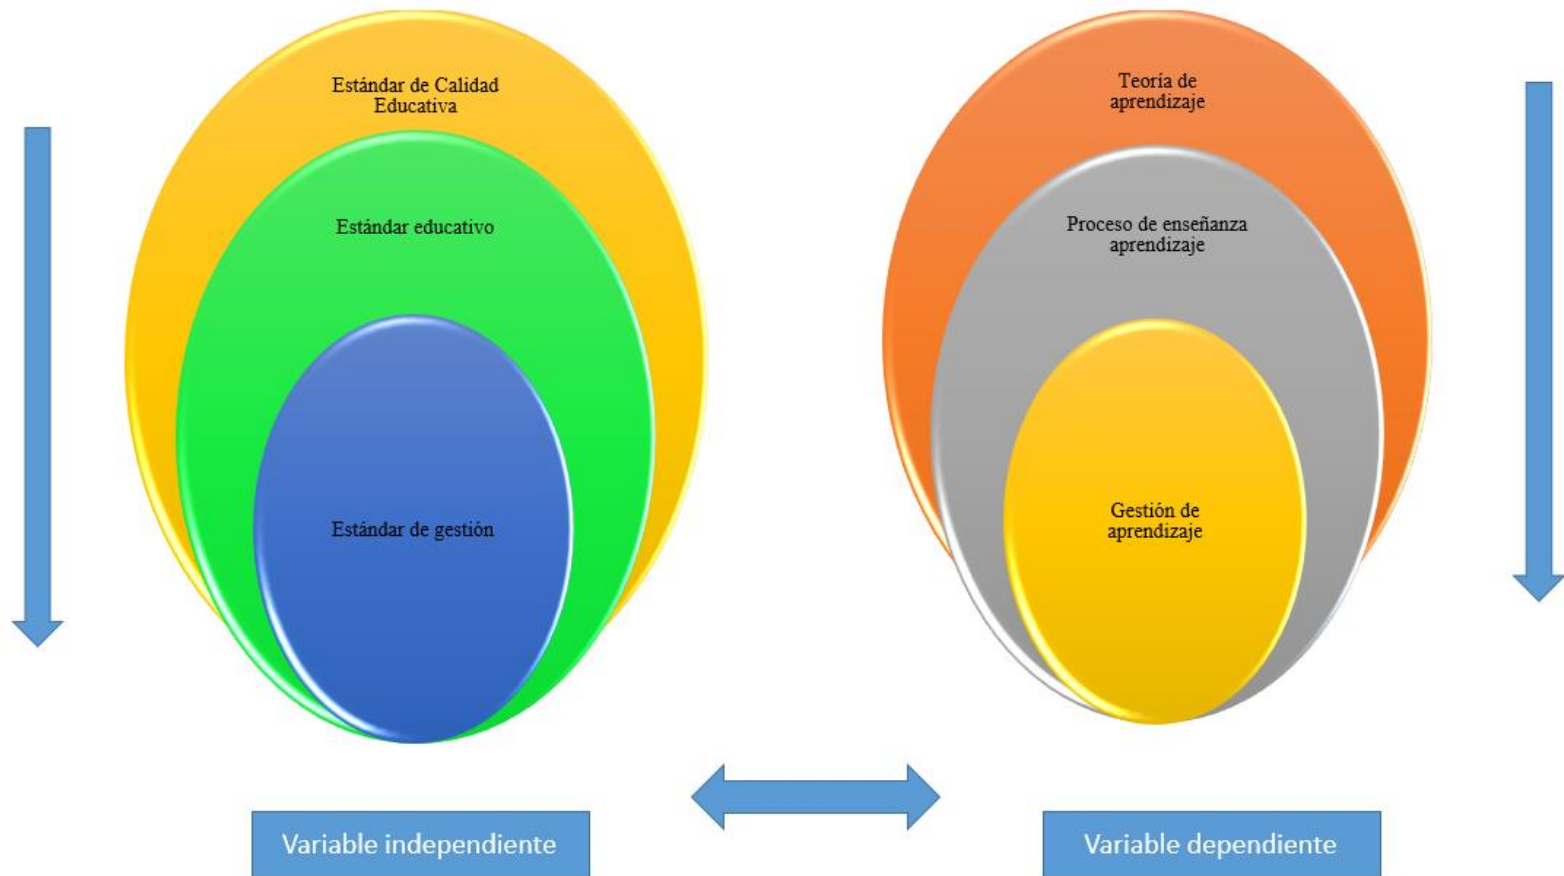 Estándar de Calidad
Educativa
Estándar educativo
Estándar de gestión
Variable independiente
Teoría de
aprendizaje
Proceso de enseñanza
aprendizaje
Gestión de
aprendizaje
Variable dependiente